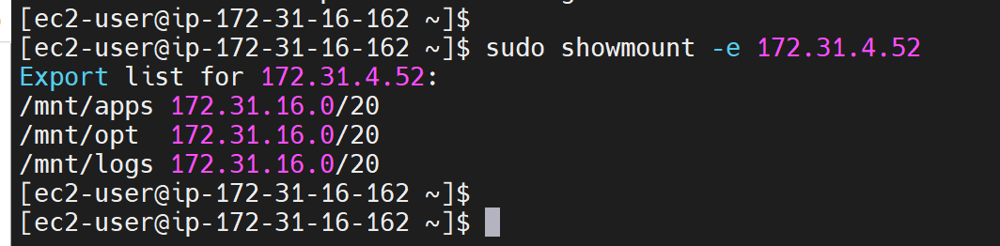 [ec2-user@ip-172-31-16-162 ~]$
[ec2-user@ip-172-31-16-162 ~]$ sudo showmount -e 172.31.4.52
Export list for 172.31.4.52:
/mnt/apps 172.31.16.0/20
/mnt/opt  172.31.16.0/20
/mnt/logs 172.31.16.0/20
[ec2-user@ip-172-31-16-162 ~]$
[ec2-user@ip-172-31-16-162 ~]$